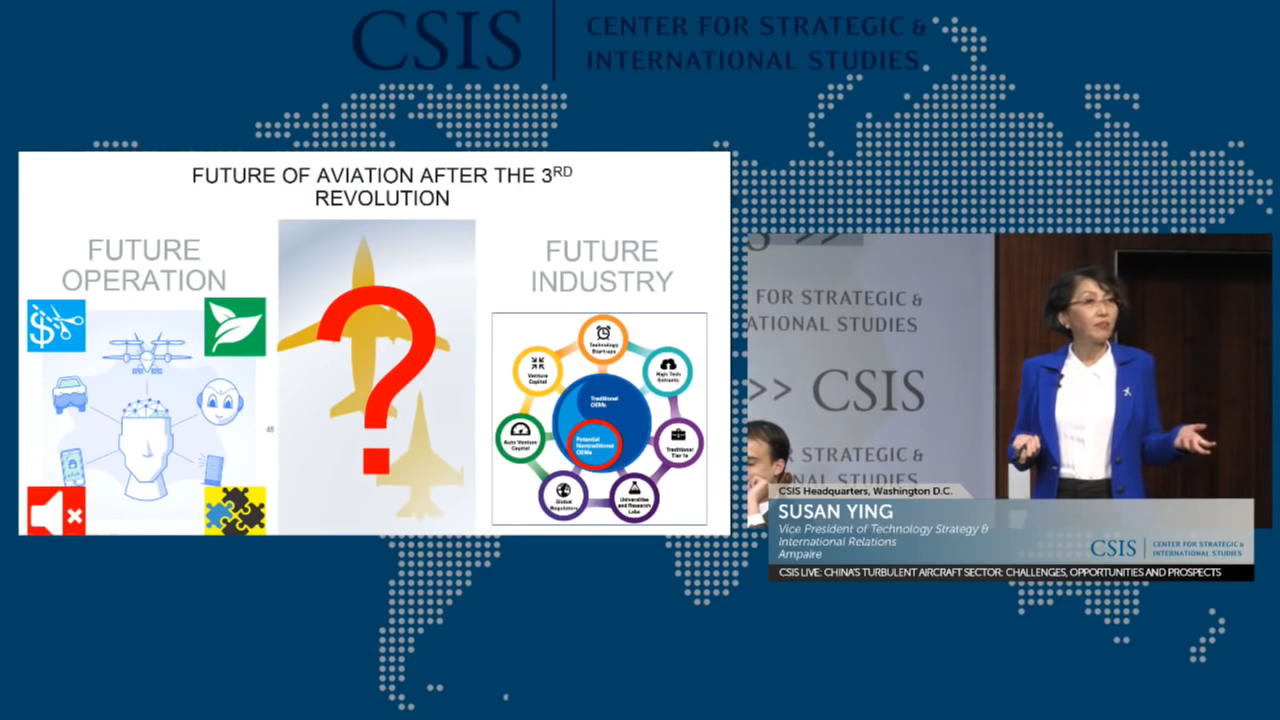 CSIS
CENTER FOR STRATEGIC &
INTERNATIONAL STUDIES
FUTURE OF AVIATION AFTER THE 3RD
REVOLUTION
FUTURE
OPERATION
$
46
?
FUTURE
INDUSTRY
Technology
Startups
Venture
Capital
High Tech
Entrants
Traditional
OEMs
Auto Venture
Capital
Potential
Nontraditional
OEMs
Traditional
Tier 1s
Global
Regulators
Universities
and Research
Labs
S >>
FOR STRATEGIC &
ATIONAL STUDIES
>> CSIS
R STRATEGIC &
NAL STUDIES
CSIS Headquarters, Washington D.C.
SUSAN YING
Vice President of Technology Strategy &
International Relations
Ampaire
CSIS
CENTER FOR STRATEGIC &
INTERNATIONAL STUDIES
CSIS LIVE: CHINA'S TURBULENT AIRCRAFT SECTOR: CHALLENGES, OPPORTUNITIES AND PROSPECTS